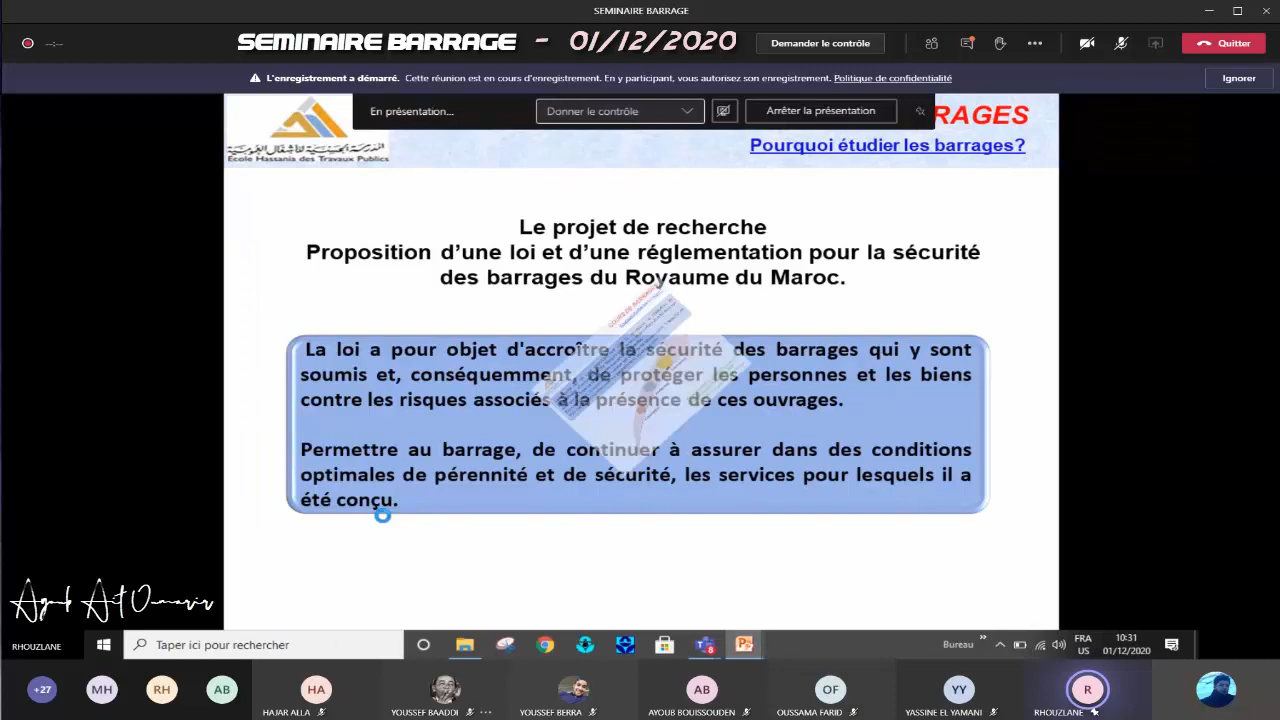 SEMINAIRE BARRAGE
--:--
SEMINAIRE BARRAGE - 01/12/2020
Demander le contrôle
Quitter
L'enregistrement a démarré. Cette réunion est en cours d'enregistrement. En y participant, vous autorisez son enregistrement. Politique de confidentialité
Ignorer
En présentation...
Donner le contrôle
Arrêter la présentation
RAGES
المدرسة الحسنية للأشغال العمومية
Ecole Hassania des Travaux Publics
Pourquoi étudier les barrages?
Le projet de recherche
Proposition d’une loi et d’une réglementation pour la sécurité
des barrages du Royaume du Maroc.
La loi a pour objet d'accroître la sécurité des barrages qui y sont
soumis et, conséquemment, de protéger les personnes et les biens
contre les risques associés à la présence de ces ouvrages.
Permettre au barrage, de continuer à assurer dans des conditions
optimales de pérennité et de sécurité, les services pour lesquels il a
été conçu.
RHOUZLANE
Taper ici pour rechercher
Bureau
FRA
US
10:31
01/12/2020
+27
MH
RH
AB
HA
HAJAR ALLA
YOUSSEF BAADDI
YOUSSEF BERRA
AB
AYOUB BOUISSOUDEN
OF
OUSSAMA FARID
YY
YASSINE EL YAMANI
R
RHOUZLANE